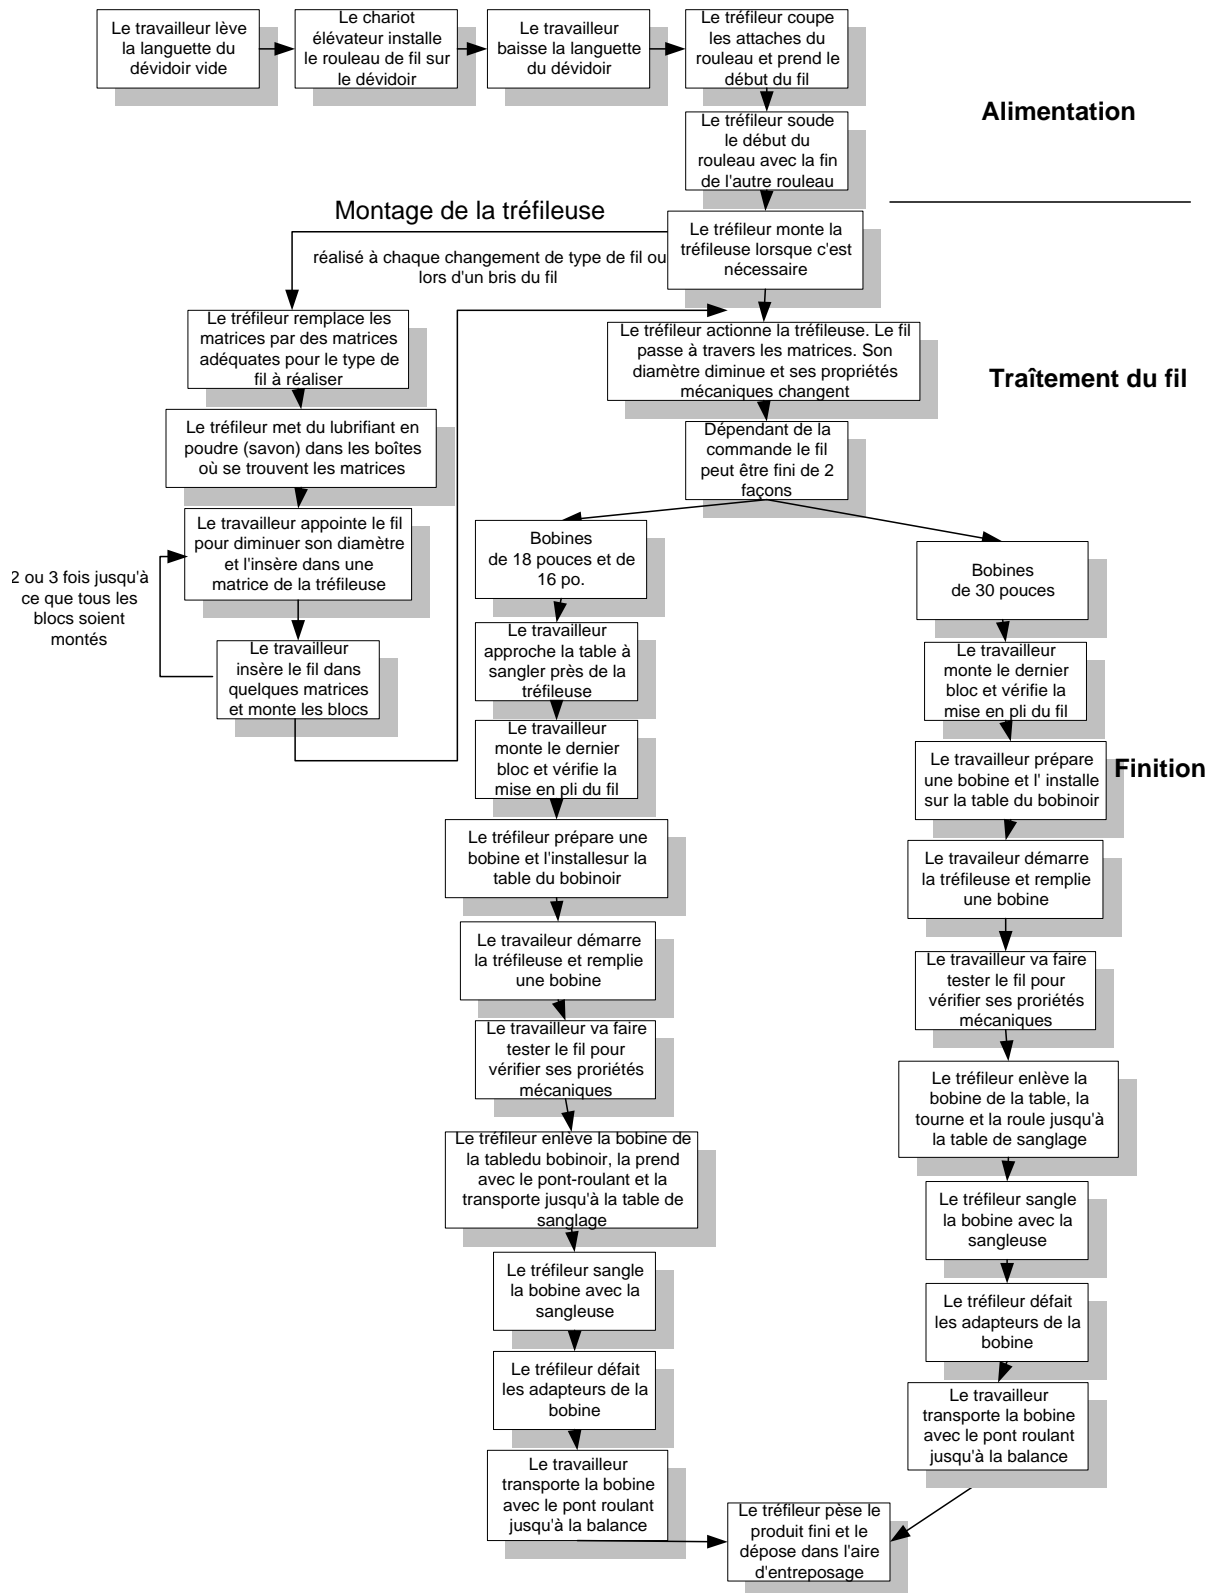 Le travailleur lève
la languette du
dévidoir vide
Le chariot
élévateur installe
le rouleau de fil sur
le dévidoir
Le travailleur
baisse la languette
du dévidoir
Le tréfileur coupe
les attaches du
rouleau et prend le
début du fil
Alimentation
Le tréfileur soude
le début du
rouleau avec la fin
de l'autre rouleau
Montage de la tréfileuse
réalisé à chaque changement de type de fil ou
lors d'un bris du fil
Le tréfileur monte la
tréfileuse lorsque c'est
nécessaire
Le tréfileur remplace les
matrices par des matrices
adéquates pour le type de
fil à réaliser
Le tréfileur met du lubrifiant en
poudre (savon) dans les boîtes
où se trouvent les matrices
Le travailleur appointe le fil
pour diminuer son diamètre
et l'insère dans une
matrice de la tréfileuse
2 ou 3 fois jusqu'à
ce que tous les
blocs soient
montés
Le travailleur
insère le fil dans
quelques matrices
et monte les blocs
Le tréfileur actionne la tréfileuse. Le fil
passe à travers les matrices. Son
diamètre diminue et ses propriétés
mécaniques changent
Traîtement du fil
Dépendant de la
commande le fil
peut être fini de 2
façons
Bobines
de 18 pouces et de
16 po.
Le travailleur
approche la table à
sangler près de la
tréfileuse
Le travailleur
monte le dernier
bloc et vérifie la
mise en pli du fil
Le tréfileur prépare une
bobine et l'installesur la
table du bobinoir
Le travaileur démarre
la tréfileuse et remplie
une bobine
Le travailleur va faire
tester le fil pour
vérifier ses proriétés
mécaniques
Le tréfileur enlève la bobine de
la tabledu bobinoir, la prend
avec le pont-roulant et la
transporte jusqu'à la table de
sanglage
Le tréfileur sangle
la bobine avec la
sangleuse
Le tréfileur défait
les adapteurs de la
bobine
Le travailleur
transporte la bobine
avec le pont roulant
jusqu'à la balance
Bobines
de 30 pouces
Le travailleur
monte le dernier
bloc et vérifie la
mise en pli du fil
Le travailleur prépare
une bobine et l' installe
sur la table du bobinoir
Finition
Le travaileur démarre
la tréfileuse et remplie
une bobine
Le travailleur va faire
tester le fil pour
vérifier ses proriétés
mécaniques
Le tréfileur enlève la
bobine de la table, la
tourne et la roule jusqu'à
la table de sanglage
Le tréfileur sangle
la bobine avec la
sangleuse
Le tréfileur défait
les adapteurs de la
bobine
Le travailleur
transporte la bobine
avec le pont roulant
jusqu'à la balance
Le tréfileur pèse le
produit fini et le
dépose dans l'aire
d'entreposage